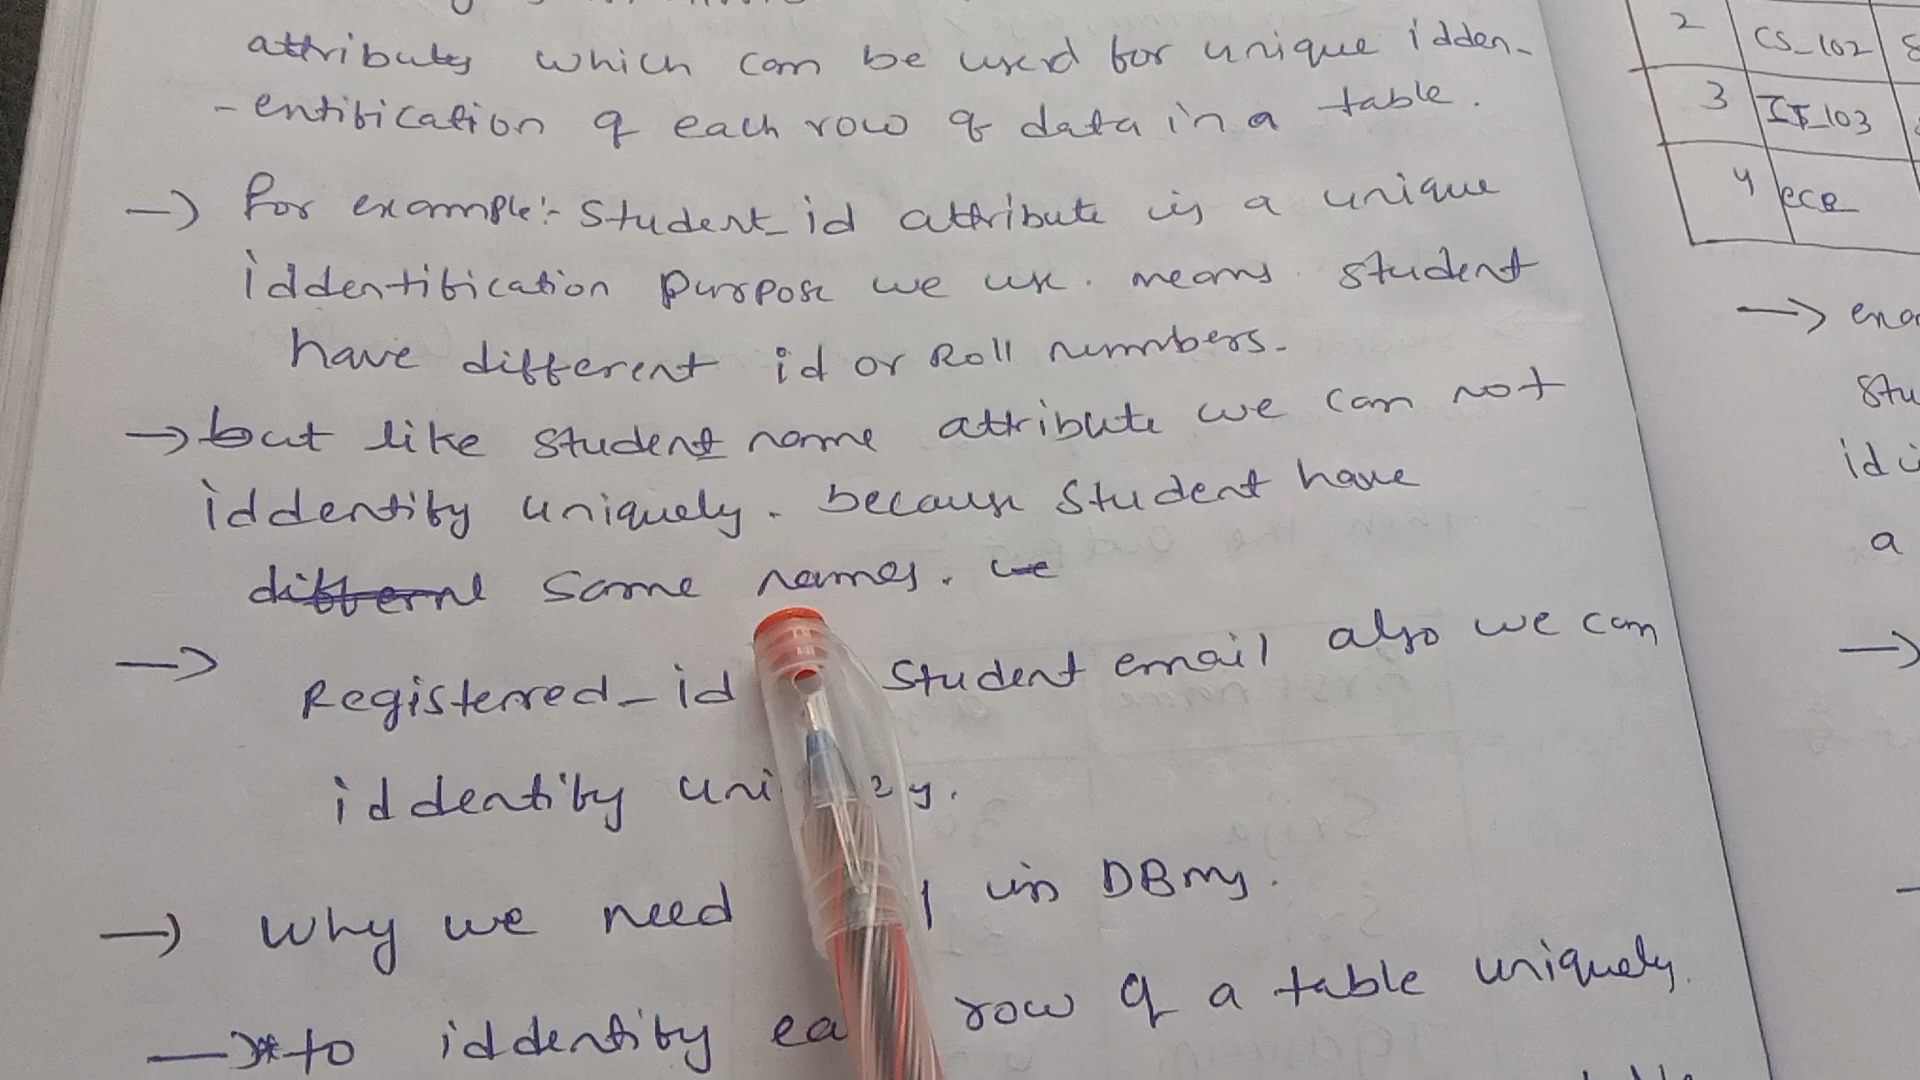 attributes which can be used for unique idden-
-entification of each row of data in a table.
-> for example:- Student_id attribute is a unique
iddentification purpose we use. means student
have different id or Roll numbers.
-> but like student name attribute we can not
iddentify uniquely. because student have
same names.
-> Registerred_id Student email also we can
iddentify
-> why we need in DBMS.
-> * to iddentify row of a table uniquely.
2 CS_102
3 IT_103
4 ece
->
Stu
id
a
->